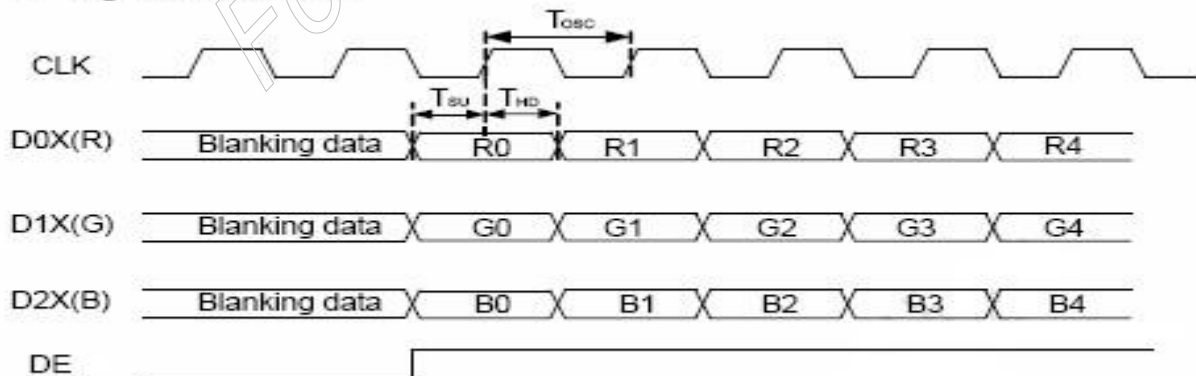 Tosc
CLK
TSU THD
D0X(R) Blanking data R0 R1 R2 R3 R4
D1X(G) Blanking data G0 G1 G2 G3 G4
D2X(B) Blanking data B0 B1 B2 B3 B4
DE